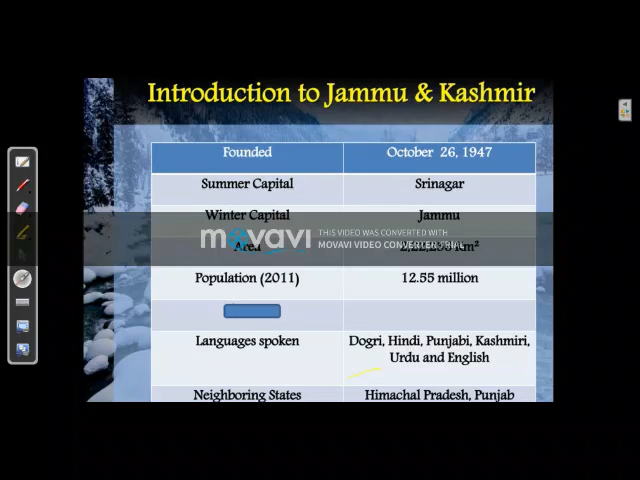 Introduction to Jammu & Kashmir
Founded October 26, 1947
Summer Capital Srinagar
Winter Capital Jammu
movavi THIS VIDEO WAS CONVERTED WITH
MOVAVI VIDEO CONVERTER TRIAL
Area km²
Population (2011) 12.55 million
Languages spoken Dogri, Hindi, Punjabi, Kashmiri,
Urdu and English
Neighboring States Himachal Pradesh, Punjab